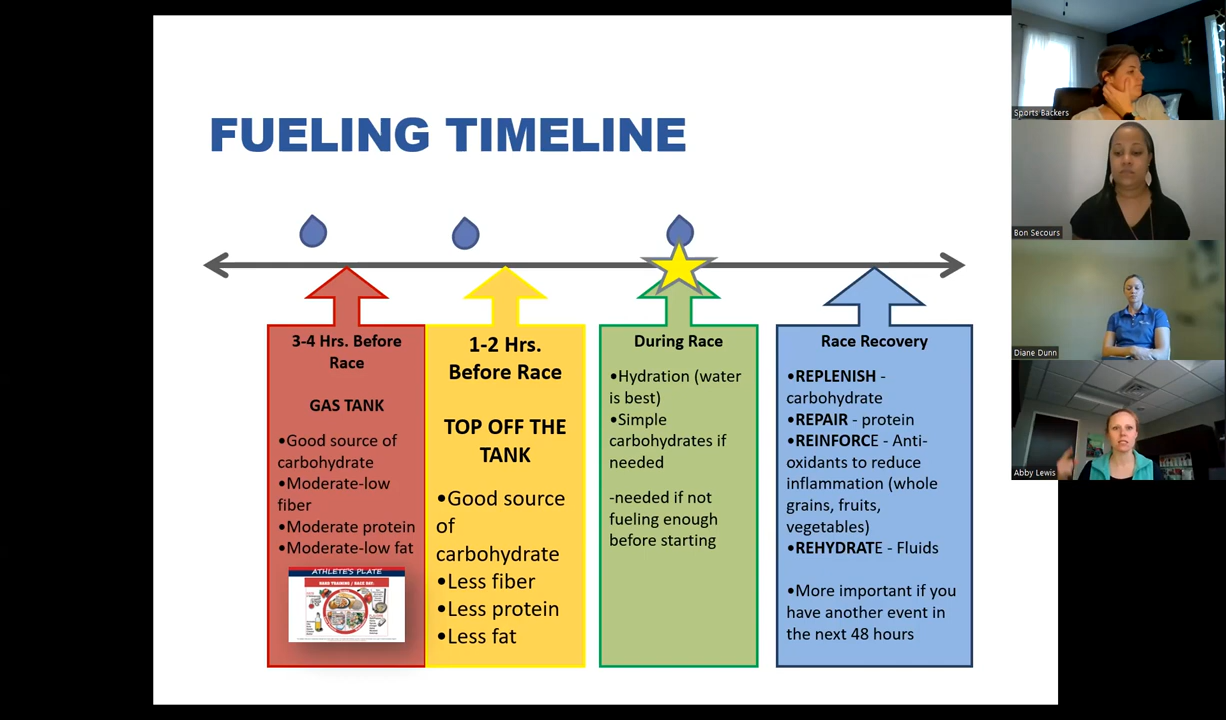 FUELING TIMELINE
3-4 Hrs. Before
Race
GAS TANK
•Good source of
carbohydrate
•Moderate-low
fiber
•Moderate protein
•Moderate-low fat
ATHLETE'S PLATE
HARD TRAINING / RACE DAY:
1-2 Hrs.
Before Race
TOP OFF THE
TANK
•Good source
of
carbohydrate
•Less fiber
•Less protein
•Less fat
During Race
•Hydration (water
is best)
•Simple
carbohydrates if
needed
-needed if not
fueling enough
before starting
Race Recovery
•REPLENISH -
carbohydrate
•REPAIR - protein
•REINFORCE - Anti-
oxidants to reduce
inflammation (whole
grains, fruits,
vegetables)
•REHYDRATE - Fluids
•More important if you
have another event in
the next 48 hours
Sports Backers
Bon Secours
Diane Dunn
Abby Lewis